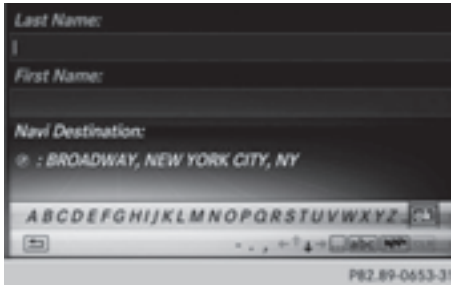 Last Name:
First Name:
Navi Destination:
: BROADWAY, NEW YORK CITY, NY
A B C D E F G H I J K L M N O P Q R S T U V W X Y Z
- . , ←↑↓→ abc
P82.89-0653-31